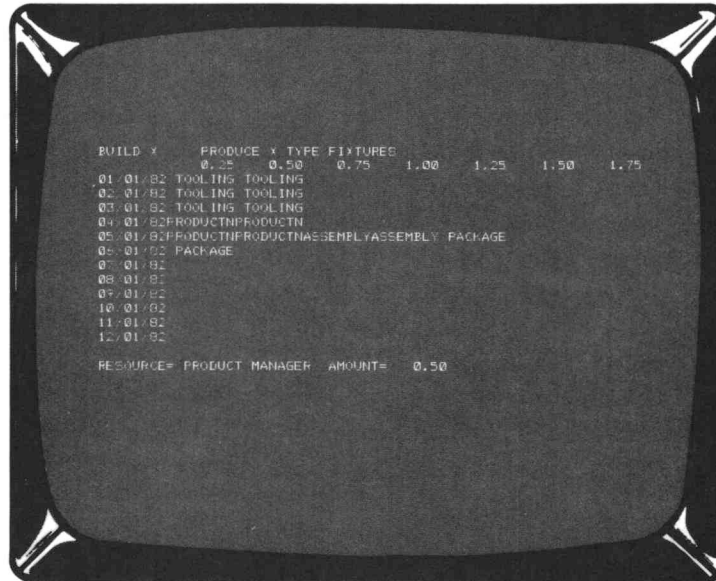 BUILD X PRODUCE X TYPE FIXTURES
0.25 0.50 0.75 1.00 1.25 1.50 1.75
01/01/82 TOOLING TOOLING
02/01/82 TOOLING TOOLING
03/01/82 TOOLING TOOLING
04/01/82PRODUCTNPRODUCTN
05/01/82PRODUCTNPRODUCTNASSEMBLYASSEMBLY PACKAGE
06/01/82 PACKAGE
07/01/82
08/01/82
09/01/82
10/01/82
11/01/82
12/01/82
RESOURCE= PRODUCT MANAGER AMOUNT= 0.50